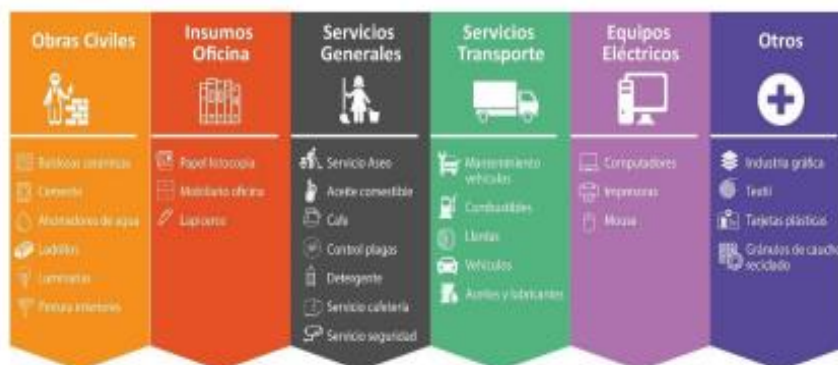 Obras Civiles
Baldosas cerámicas
Cemento
Ahorradores de agua
Ladrillos
Luminarias
Pintura interiores
Insumos
Oficina
Papel fotocopia
Mobiliario oficina
Lapiceros
Servicios
Generales
Servicio Aseo
Aceite comestible
Cafe
Control plagas
Detergente
Servicio cafetería
Servicio seguridad
Servicios
Transporte
Mantenimiento
vehículos
Combustibles
Llantas
Vehículos
Aceites y lubricantes
Equipos
Eléctricos
Computadores
Impresoras
Mouse
Otros
Industria gráfica
Textil
Tarjetas plásticas
Gránulos de caucho
reciclado